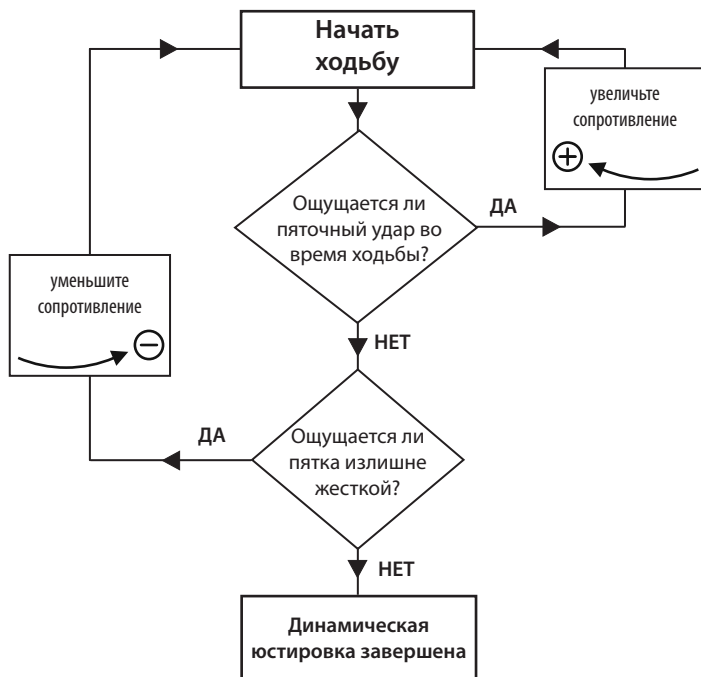 Начать
ходьбу
увеличьте
сопротивление
Ощущается ли
пяточный удар во
время ходьбы?
ДА
уменьшите
сопротивление
НЕТ
ДА
Ощущается ли
пятка излишне
жесткой?
НЕТ
Динамическая
юстировка завершена